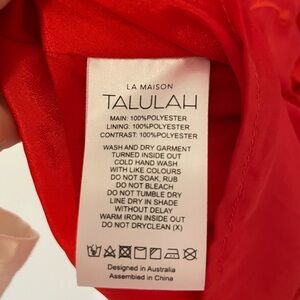 LA MAISON
TALULAH
MAIN: 100%POLYESTER
LINING: 100%POLYESTER
CONTRAST: 100%POLYESTER
WASH AND DRY GARMENT
TURNED INSIDE OUT
COLD HAND WASH
WITH LIKE COLOURS
DO NOT SOAK, RUB
DO NOT BLEACH
DO NOT TUMBLE DRY
LINE DRY IN SHADE
WITHOUT DELAY
WARM IRON INSIDE OUT
DO NOT DRYCLEAN (X)
Designed in Australia
Assembled in China